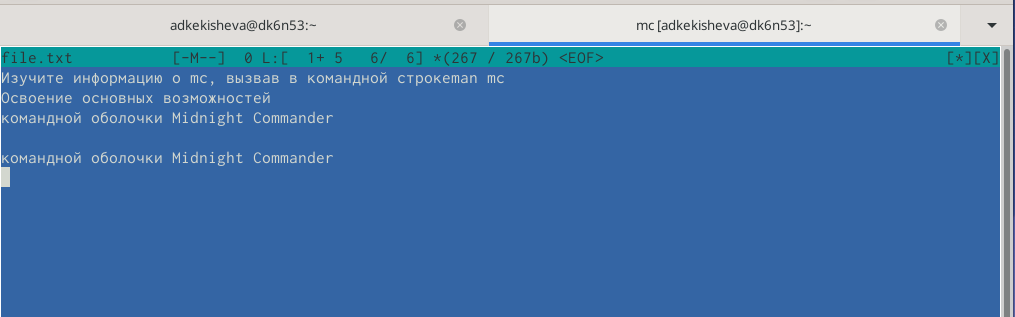 adkekisheva@dk6n53:~
mc [adkekisheva@dk6n53]:~
file.txt [-M--] 0 L:[ 1+ 5 6/ 6] *(267 / 267b) <EOF> [*][X]
Изучите информацию о mc, вызвав в командной строкеman mc
Освоение основных возможностей
командной оболочки Midnight Commander
командной оболочки Midnight Commander